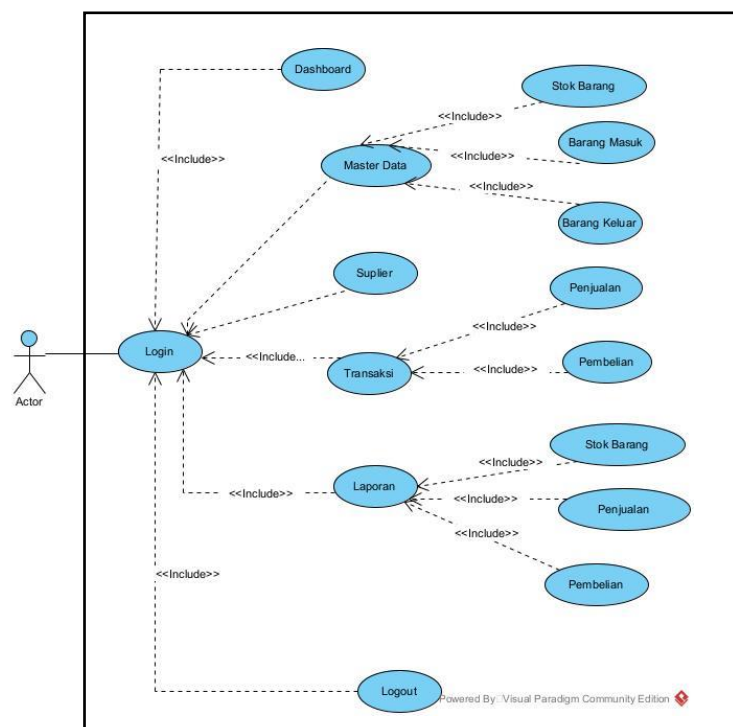 Dashboard
Stok Barang
<<Include>>
Barang Masuk
<<Include>>
<<Include>>
Master Data
<<Include>>
Barang Keluar
Suplier
Penjualan
<<Include>>
Login
<<Include...
Transaksi
<<Include>>
Pembelian
Actor
Stok Barang
<<Include>>
Laporan
<<Include>>
<<Include>>
Penjualan
<<Include>>
<<Include>>
Pembelian
Logout
Powered By Visual Paradigm Community Edition